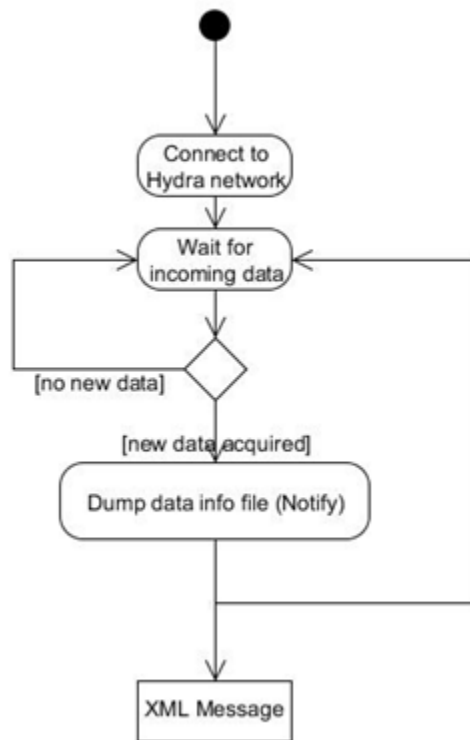 Connect to
Hydra network
Wait for
incoming data
[no new data]
[new data acquired]
Dump data info file (Notify)
XML Message